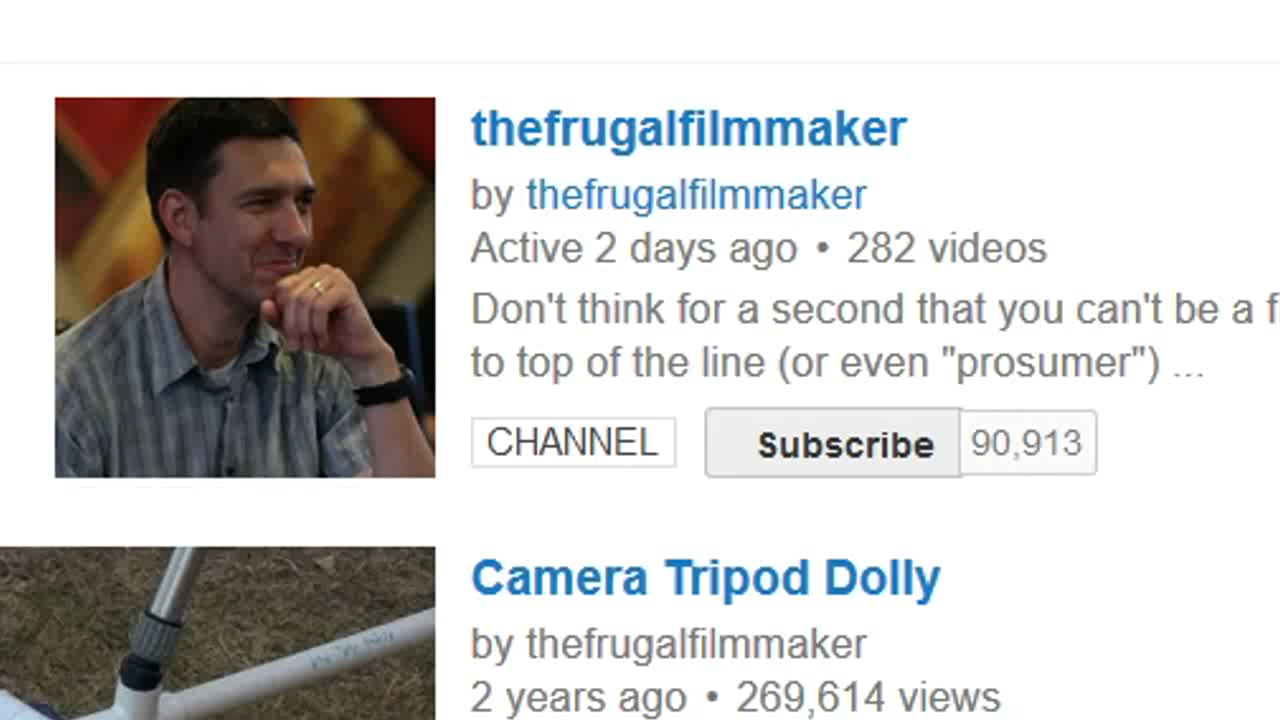 thefrugalfilmmaker
by thefrugalfilmmaker
Active 2 days ago • 282 videos
Don't think for a second that you can't be a f
to top of the line (or even "prosumer") ...
CHANNEL Subscribe 90,913
Camera Tripod Dolly
by thefrugalfilmmaker
2 years ago • 269,614 views